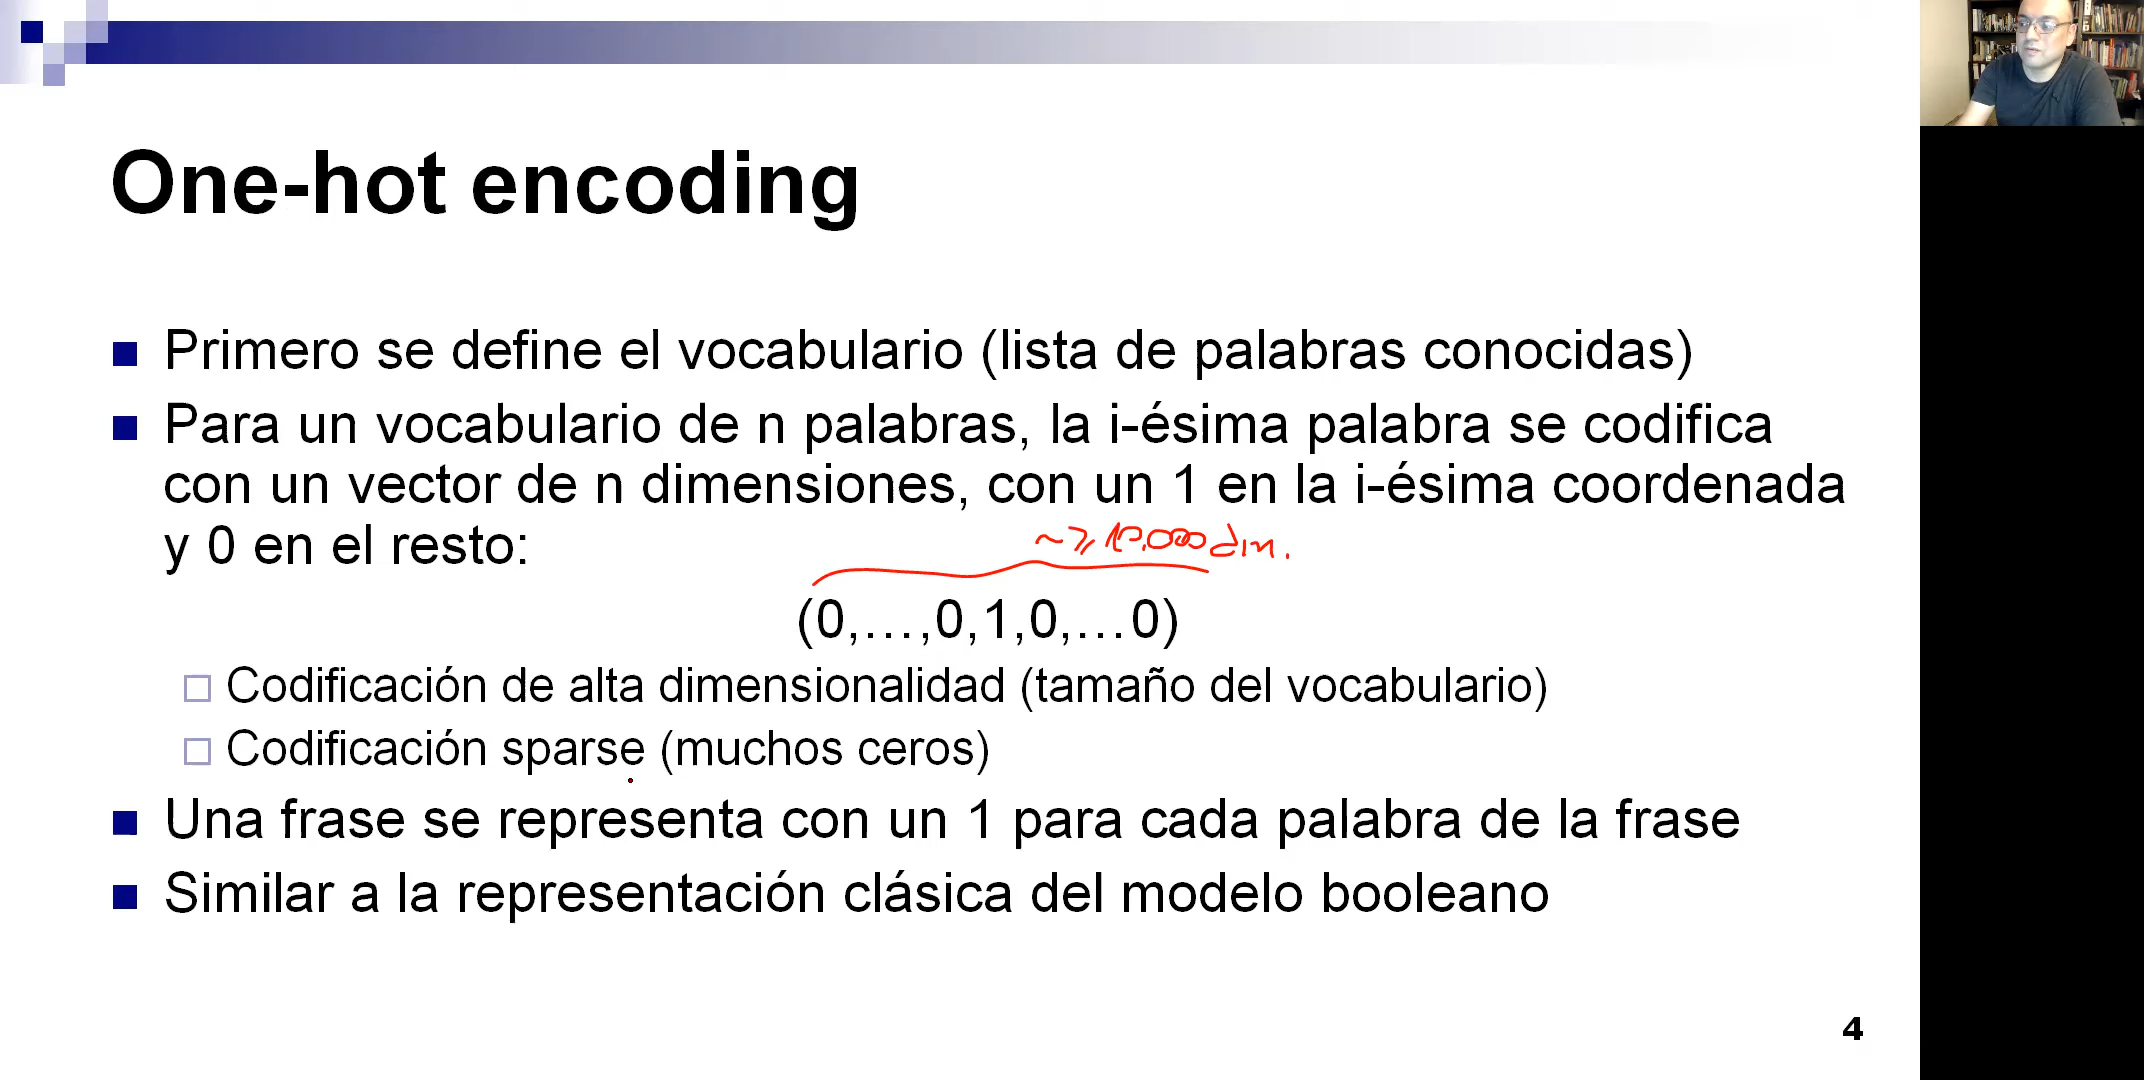 One-hot encoding
Primero se define el vocabulario (lista de palabras conocidas)
Para un vocabulario de n palabras, la i-ésima palabra se codifica
con un vector de n dimensiones, con un 1 en la i-ésima coordenada
y 0 en el resto:
~⩾ 10.000 dim.
(0,…,0,1,0,…0)
Codificación de alta dimensionalidad (tamaño del vocabulario)
Codificación sparse (muchos ceros)
Una frase se representa con un 1 para cada palabra de la frase
Similar a la representación clásica del modelo booleano
4